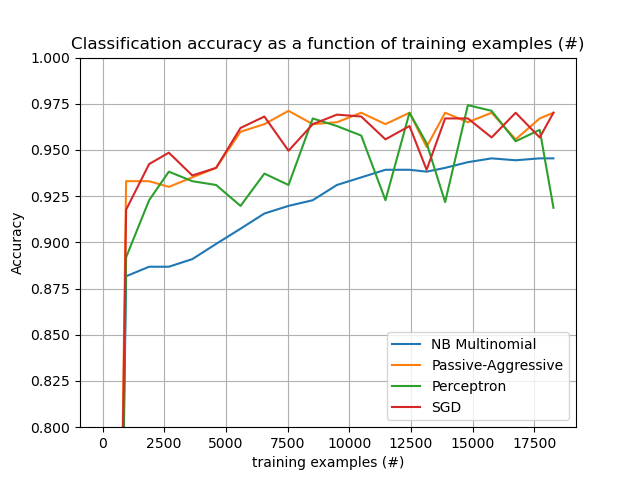 Classification accuracy as a function of training examples (#)
1.000
0.975
0.950
0.925
0.900
0.875
0.850
0.825
0.800
Accuracy
NB Multinomial
Passive-Aggressive
Perceptron
SGD
0 2500 5000 7500 10000 12500 15000 17500
training examples (#)